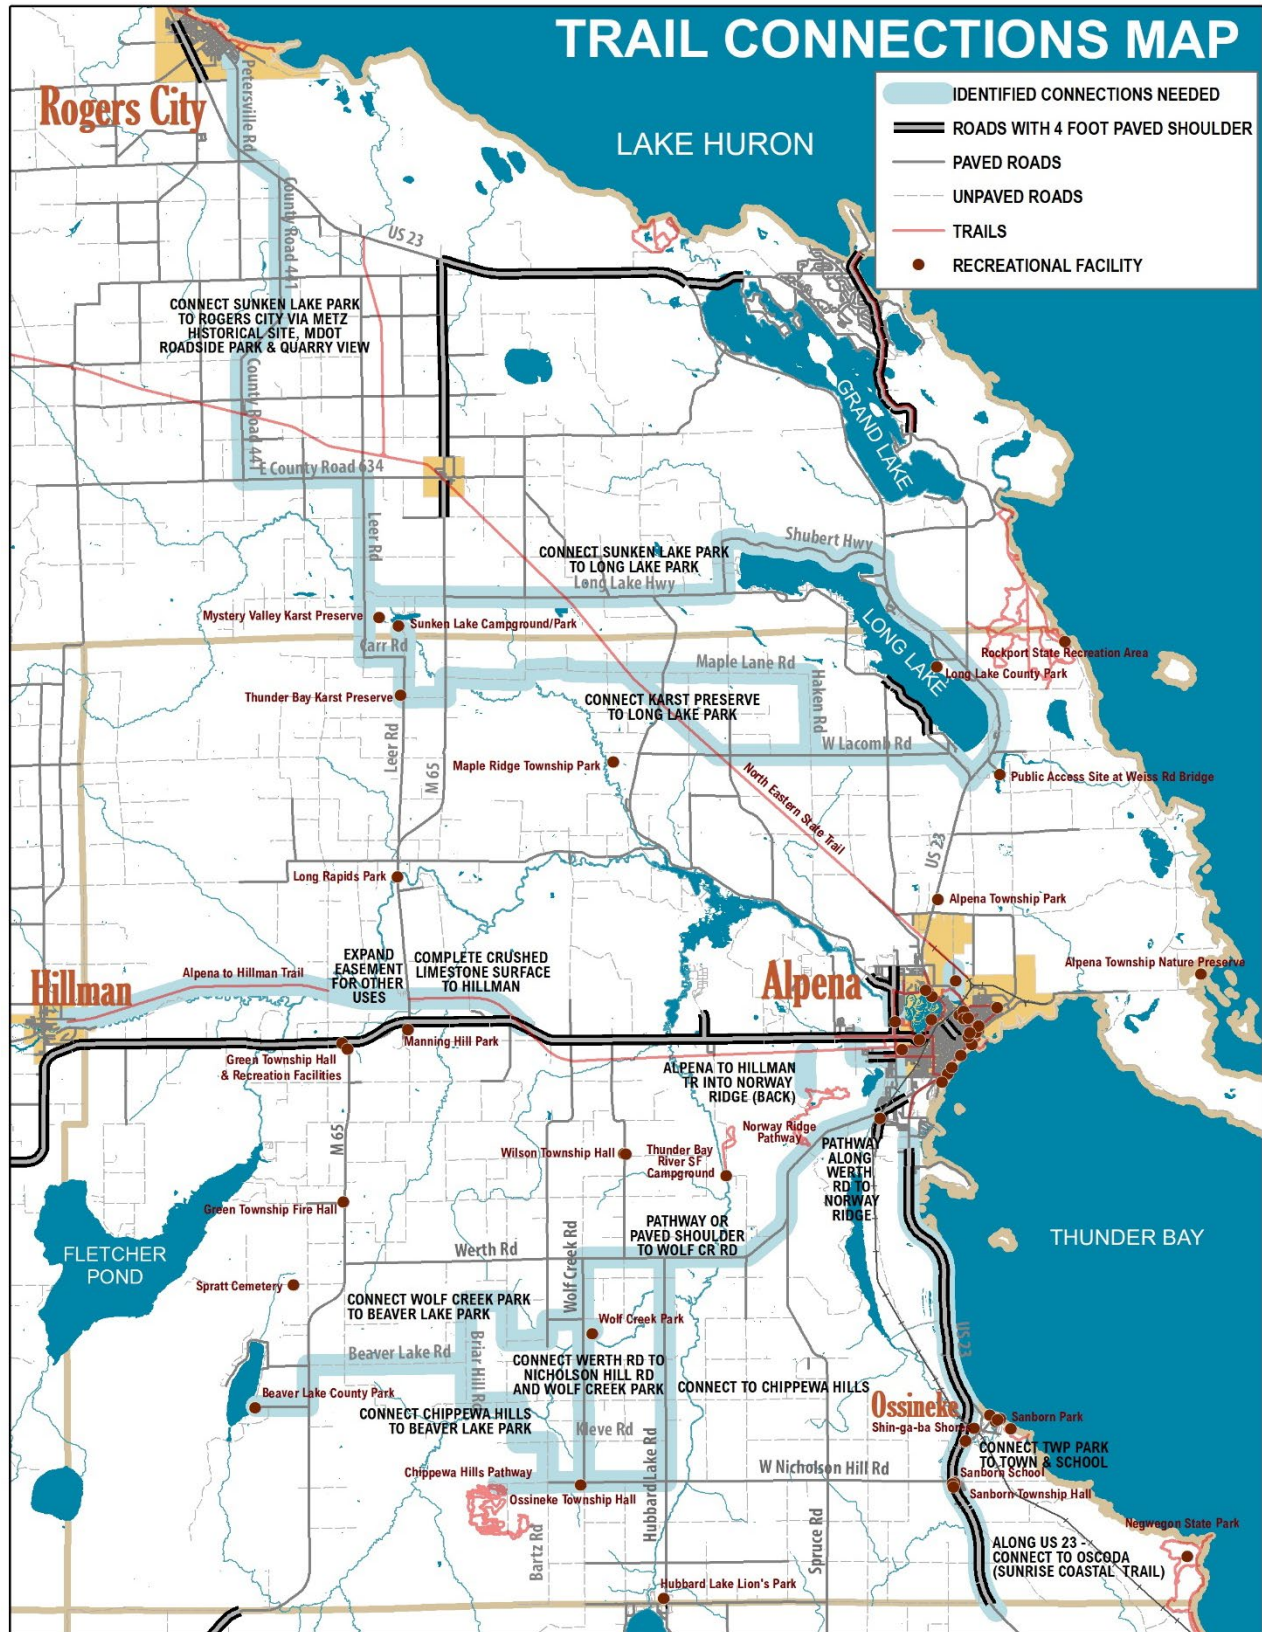 TRAIL CONNECTIONS MAP
IDENTIFIED CONNECTIONS NEEDED
ROADS WITH 4 FOOT PAVED SHOULDER
PAVED ROADS
UNPAVED ROADS
TRAILS
RECREATIONAL FACILITY
Rogers City
LAKE HURON
Petersville Rd
County Road 441
US 23
CONNECT SUNKEN LAKE PARK
TO ROGERS CITY VIA METZ
HISTORICAL SITE, MDOT
ROADSIDE PARK & QUARRY VIEW
County Road 441
GRAND LAKE
E County Road 634
Leer Rd
Shubert Hwy
CONNECT SUNKEN LAKE PARK
TO LONG LAKE PARK
Long Lake Hwy
Mystery Valley Karst Preserve
Sunken Lake Campground/Park
LONG LAKE
Carr Rd
Rockport State Recreation Area
Maple Lane Rd
Long Lake County Park
Thunder Bay Karst Preserve
CONNECT KARST PRESERVE
TO LONG LAKE PARK
Haken Rd
Leer Rd
W Lacomb Rd
M 65
Maple Ridge Township Park
Public Access Site at Weiss Rd Bridge
North Eastern State Trail
US 23
Long Rapids Park
Alpena Township Park
Hillman
Alpena to Hillman Trail
EXPAND
EASEMENT
FOR OTHER
USES
COMPLETE CRUSHED
LIMESTONE SURFACE
TO HILLMAN
Alpena
Alpena Township Nature Preserve
Manning Hill Park
Green Township Hall
& Recreation Facilities
ALPENA TO HILLMAN
TR INTO NORWAY
RIDGE (BACK)
M 65
Wilson Township Hall
Thunder Bay
River SF
Campground
Norway Ridge
Pathway
PATHWAY
ALONG
WERTH
RD TO
NORWAY
RIDGE
Green Township Fire Hall
FLETCHER
POND
THUNDER BAY
PATHWAY OR
PAVED SHOULDER
TO WOLF CR RD
Werth Rd
Wolf Creek Rd
Spratt Cemetery
CONNECT WOLF CREEK PARK
TO BEAVER LAKE PARK
Wolf Creek Park
US 23
Beaver Lake Rd
Briar Hill Rd
CONNECT WERTH RD TO
NICHOLSON HILL RD
AND WOLF CREEK PARK
CONNECT TO CHIPPEWA HILLS
Beaver Lake County Park
CONNECT CHIPPEWA HILLS
TO BEAVER LAKE PARK
Kleve Rd
Ossineke
Sanborn Park
Shin-ga-ba Shores
CONNECT TWP PARK
TO TOWN & SCHOOL
Hubbard Lake Rd
Chippewa Hills Pathway
W Nicholson Hill Rd
Sanborn School
Ossineke Township Hall
Sanborn Township Hall
Bartz Rd
Spruce Rd
Negwegon State Park
ALONG US 23 -
CONNECT TO OSCODA
(SUNRISE COASTAL TRAIL)
Hubbard Lake Lion's Park